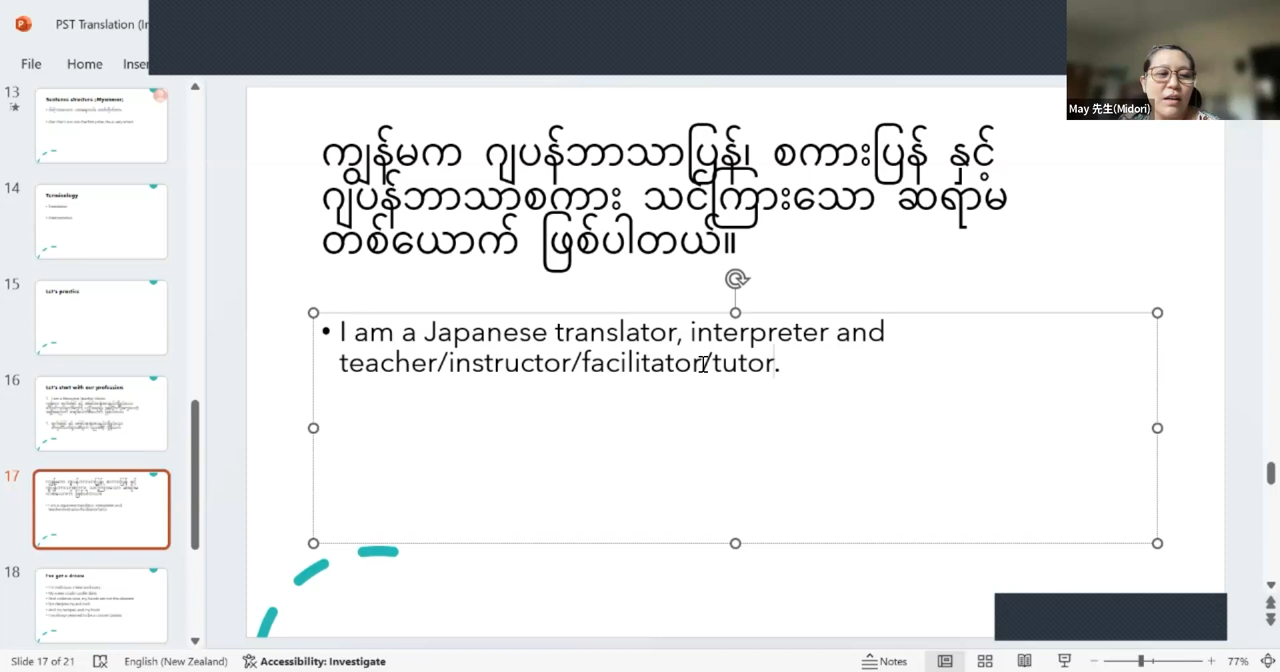 PST Translation (In
File
Home
Inser
May 先生(Midori)
13
Sentence structure (Myanmar)
14
Terminology
• Translation
• Interpretation
15
Let's practice
16
Let's start with our profession
17
18
I've got a dream
ကျွန်မက ဂျပန်ဘာသာပြန်၊ စကားပြန် နှင့်
ဂျပန်ဘာသာစကား သင်ကြားသော ဆရာမ
တစ်ယောက် ဖြစ်ပါတယ်။
• I am a Japanese translator, interpreter and
teacher/instructor/facilitator/tutor.
Slide 17 of 21
English (New Zealand)
Accessibility: Investigate
Notes
77%